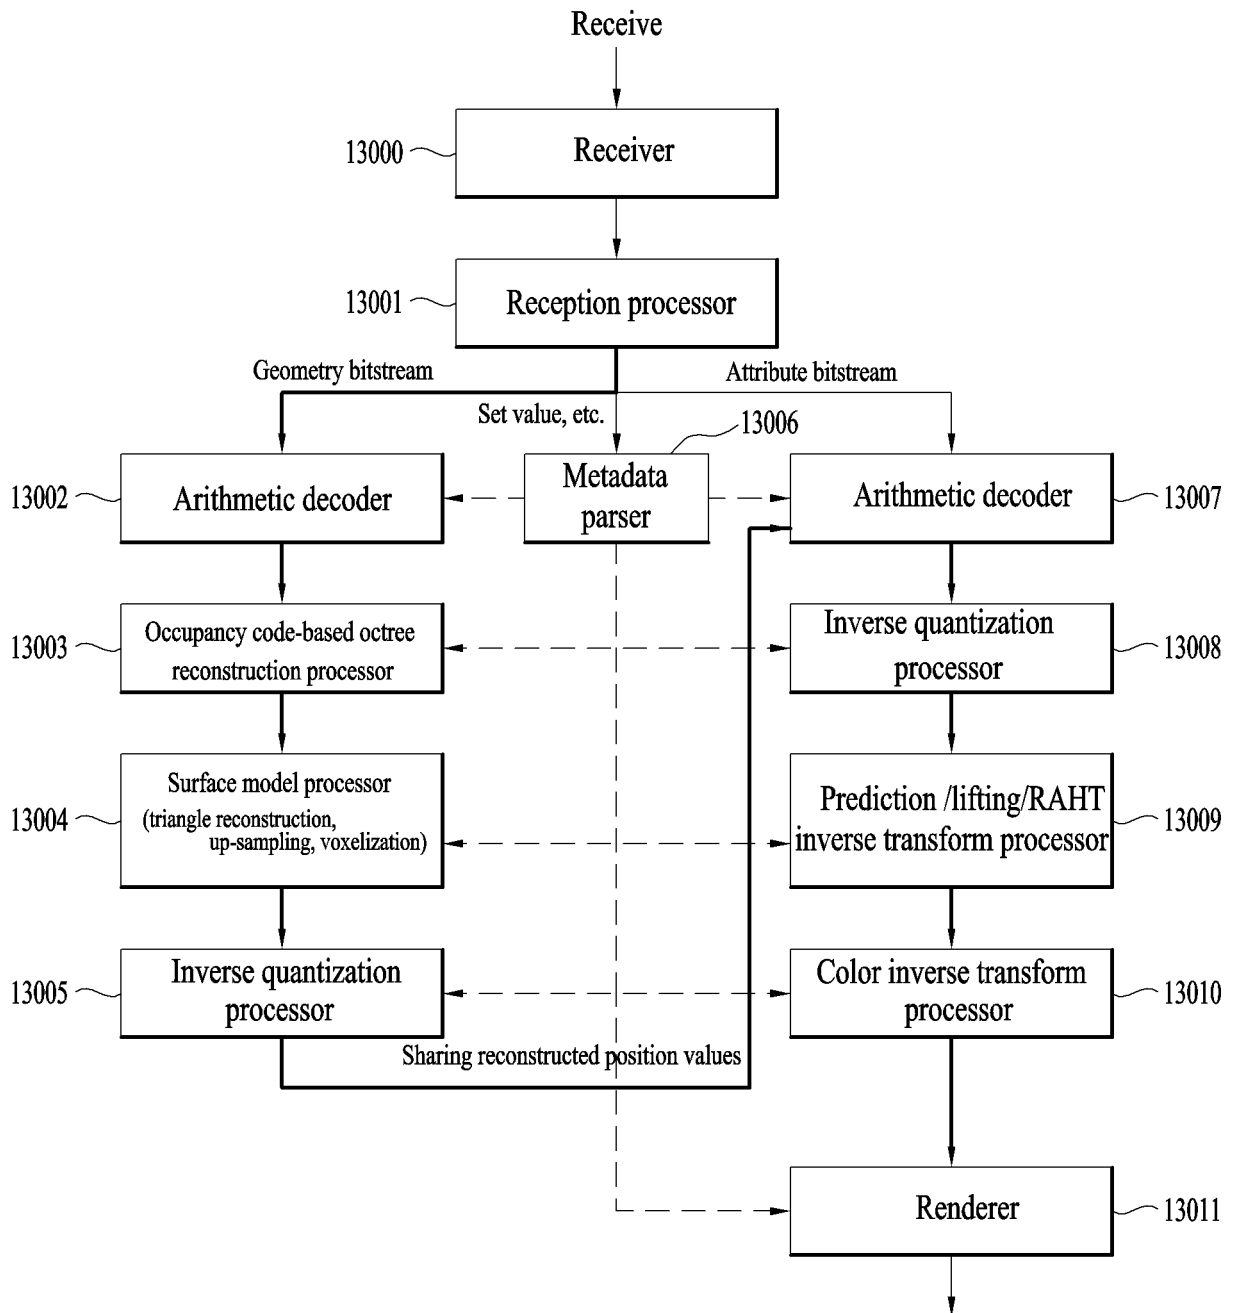 Receive
13000
Receiver
13001
Reception processor
Geometry bitstream
Attribute bitstream
Set value, etc.
13006
13002
Arithmetic decoder
Metadata
parser
Arithmetic decoder
13007
13003
Occupancy code-based octree
reconstruction processor
Inverse quantization
processor
13008
13004
Surface model processor
(triangle reconstruction,
up-sampling, voxelization)
Prediction /lifting/RAHT
inverse transform processor
13009
13005
Inverse quantization
processor
Color inverse transform
processor
13010
Sharing reconstructed position values
Renderer
13011